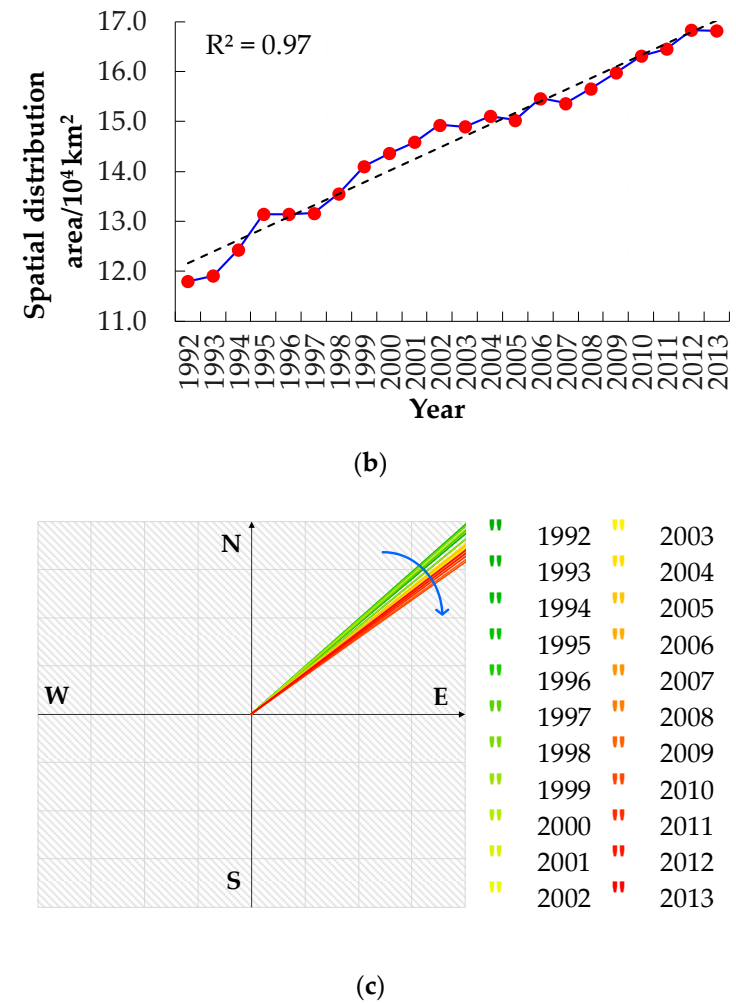 17.0
R² = 0.97
16.0
15.0
14.0
13.0
12.0
11.0
Spatial distribution
area/10⁴ km²
1992 1993 1994 1995 1996 1997 1998 1999 2000 2001 2002 2003 2004 2005 2006 2007 2008 2009 2010 2011 2012 2013
Year
(b)
N
W
E
S
" 1992 " 2003
" 1993 " 2004
" 1994 " 2005
" 1995 " 2006
" 1996 " 2007
" 1997 " 2008
" 1998 " 2009
" 1999 " 2010
" 2000 " 2011
" 2001 " 2012
" 2002 " 2013
(c)